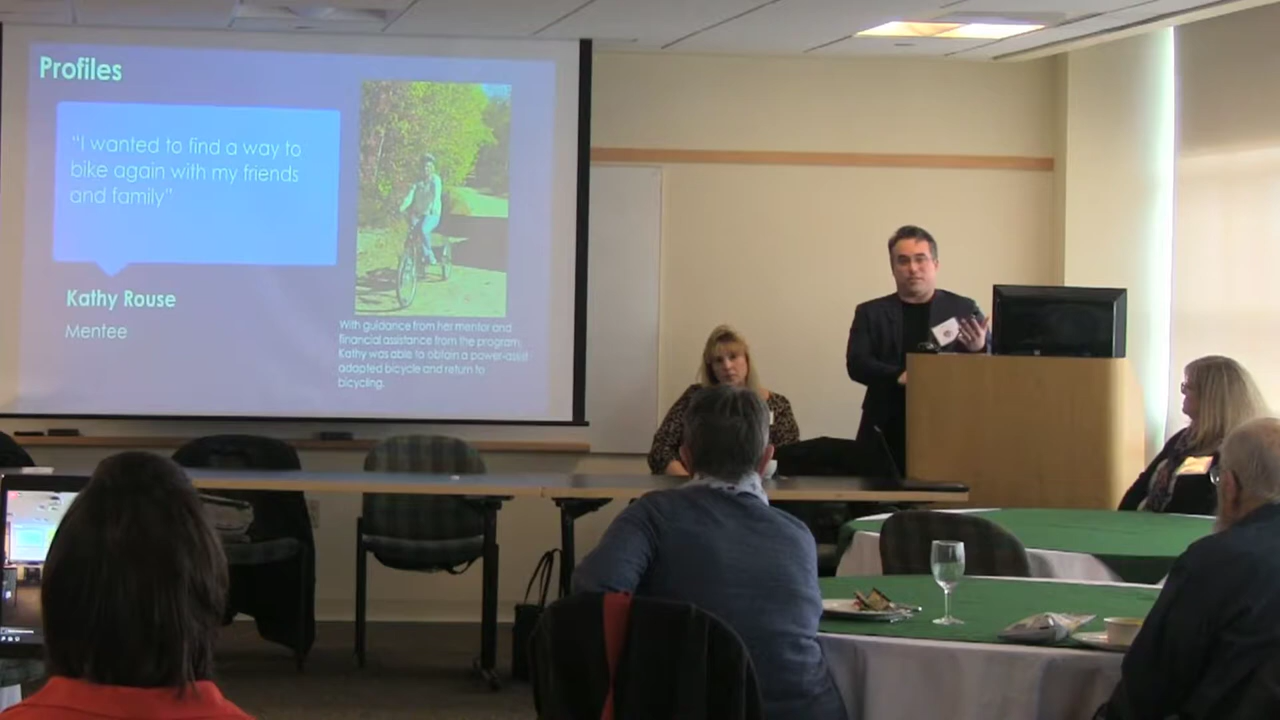 Profiles
“I wanted to find a way to
bike again with my friends
and family”
Kathy Rouse
Mentee
With guidance from her mentor and
financial assistance from the program,
Kathy was able to obtain a power-assist
adapted bicycle and return to
bicycling.